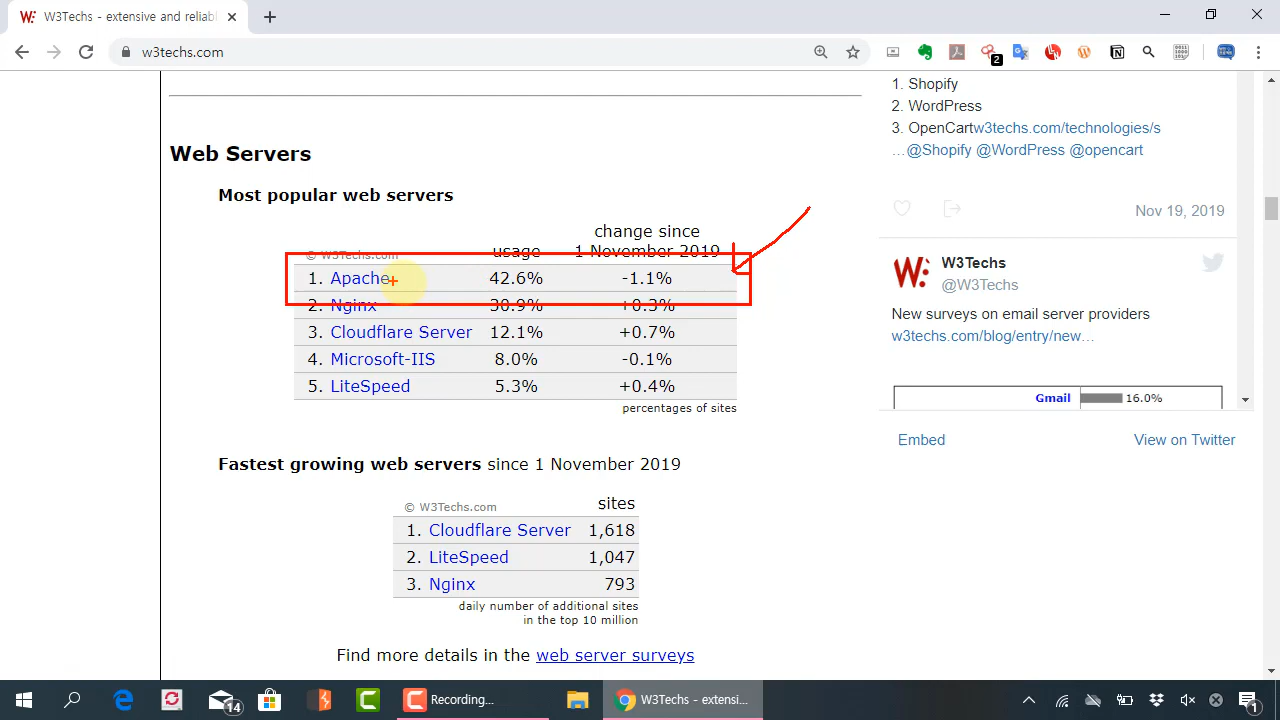 W3Techs - extensive and reliabl
w3techs.com
2
Web Servers
Most popular web servers
© W3Techs.com usage change since 1 November 2019
1. Apache 42.6% -1.1%
2. Nginx 30.9% +0.3%
3. Cloudflare Server 12.1% +0.7%
4. Microsoft-IIS 8.0% -0.1%
5. LiteSpeed 5.3% +0.4%
percentages of sites
Fastest growing web servers since 1 November 2019
© W3Techs.com sites
1. Cloudflare Server 1,618
2. LiteSpeed 1,047
3. Nginx 793
daily number of additional sites
in the top 10 million
Find more details in the web server surveys
1. Shopify
2. WordPress
3. OpenCartw3techs.com/technologies/s
…@Shopify @WordPress @opencart
Nov 19, 2019
W3Techs
@W3Techs
New surveys on email server providers
w3techs.com/blog/entry/new…
Gmail 16.0%
Embed View on Twitter
14
Recording...
W3Techs - extensi...
1